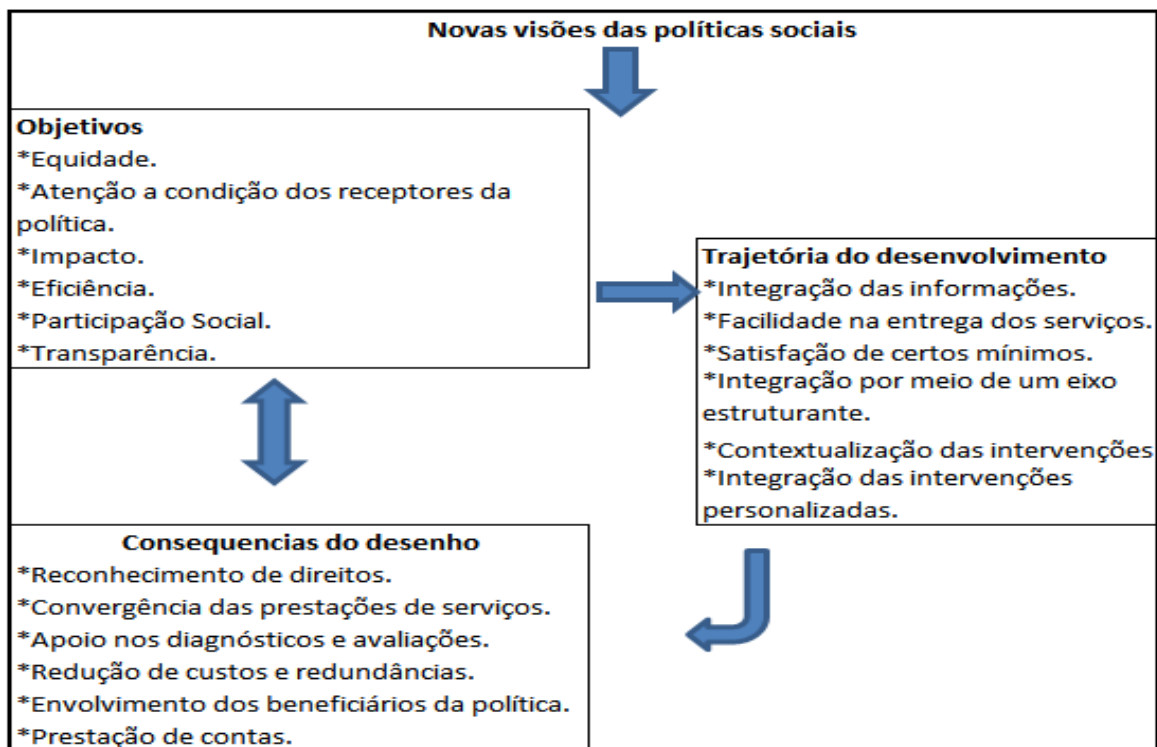 Novas visões das políticas sociais
Objetivos
*Equidade.
*Atenção a condição dos receptores da
política.
*Impacto.
*Eficiência.
*Participação Social.
*Transparência.
Trajetória do desenvolvimento
*Integração das informações.
*Facilidade na entrega dos serviços.
*Satisfação de certos mínimos.
*Integração por meio de um eixo
estruturante.
*Contextualização das intervenções
*Integração das intervenções
personalizadas.
Consequencias do desenho
*Reconhecimento de direitos.
*Convergência das prestações de serviços.
*Apoio nos diagnósticos e avaliações.
*Redução de custos e redundâncias.
*Envolvimento dos beneficiários da política.
*Prestação de contas.